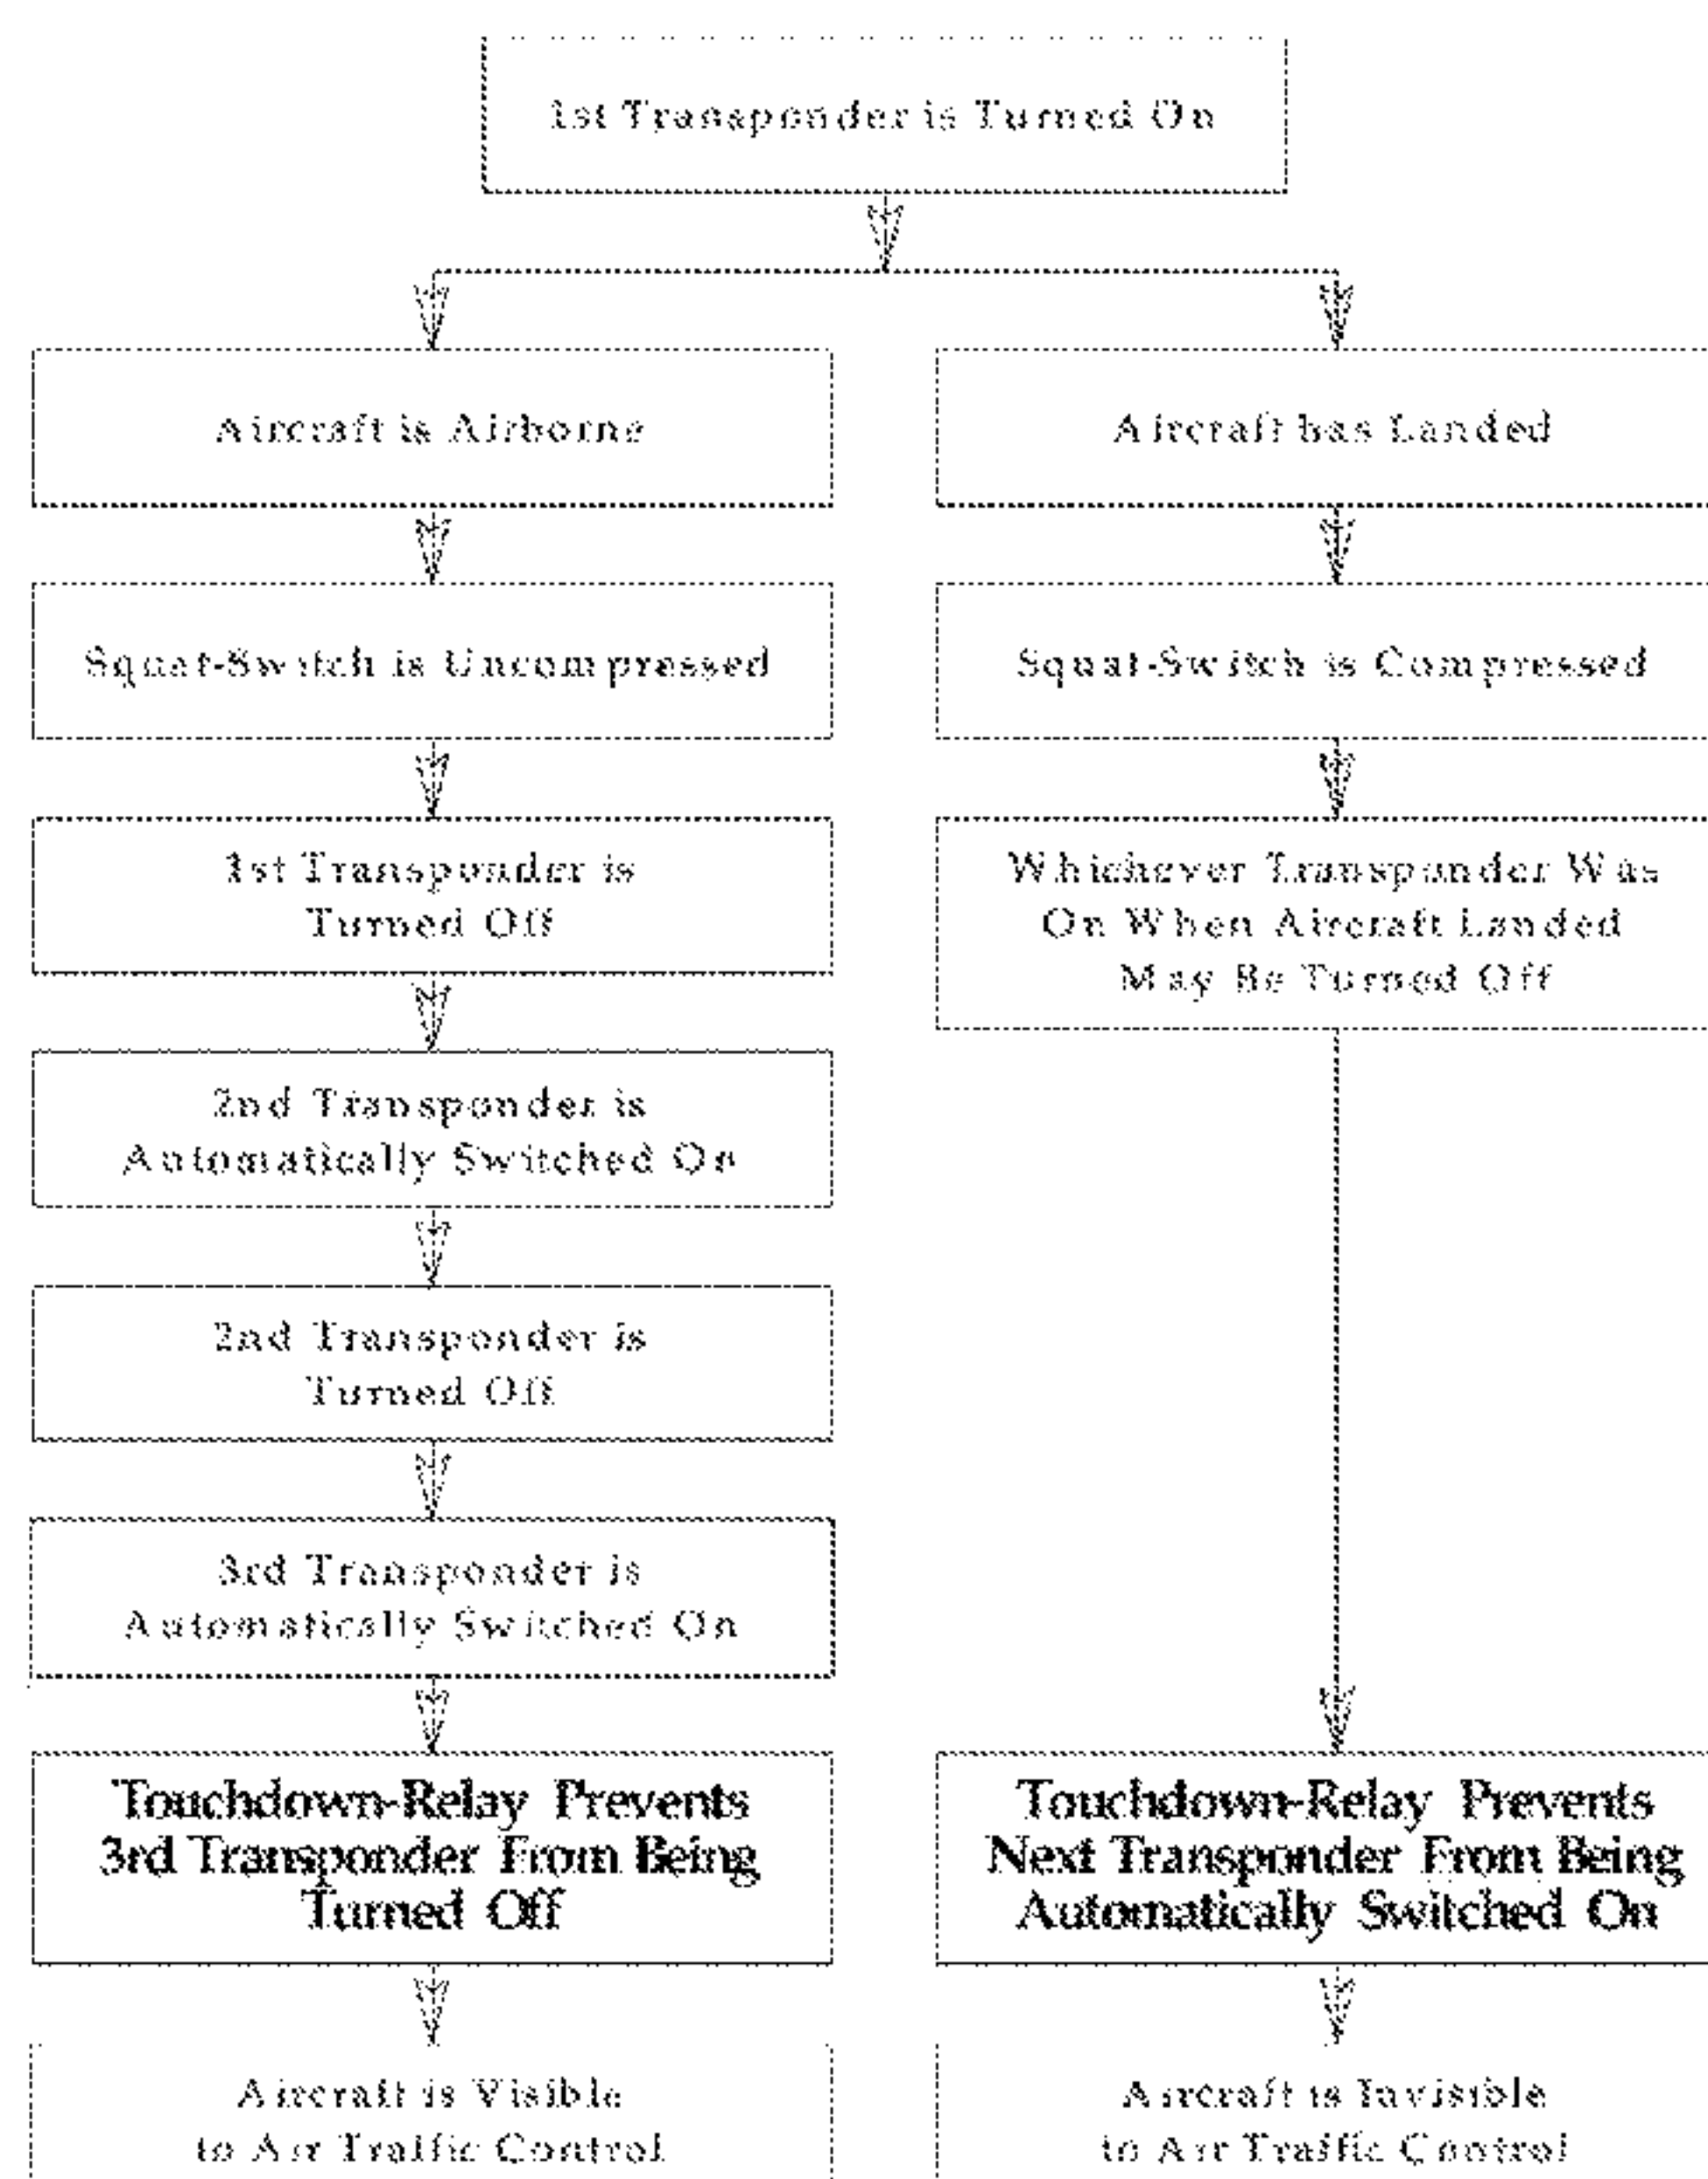 1st Transponder is Turned On
Aircraft is Airborne
Aircraft has Landed
Squat-Switch is Uncompressed
Squat-Switch is Compressed
1st Transponder is
Turned Off
Whichever Transponder Was
On When Aircraft Landed
May Be Turned Off
2nd Transponder is
Automatically Switched On
2nd Transponder is
Turned Off
3rd Transponder is
Automatically Switched On
Touchdown-Relay Prevents
3rd Transponder From Being
Turned Off
Touchdown-Relay Prevents
Next Transponder From Being
Automatically Switched On
Aircraft is Visible
to Air Traffic Control
Aircraft is Invisible
to Air Traffic Control